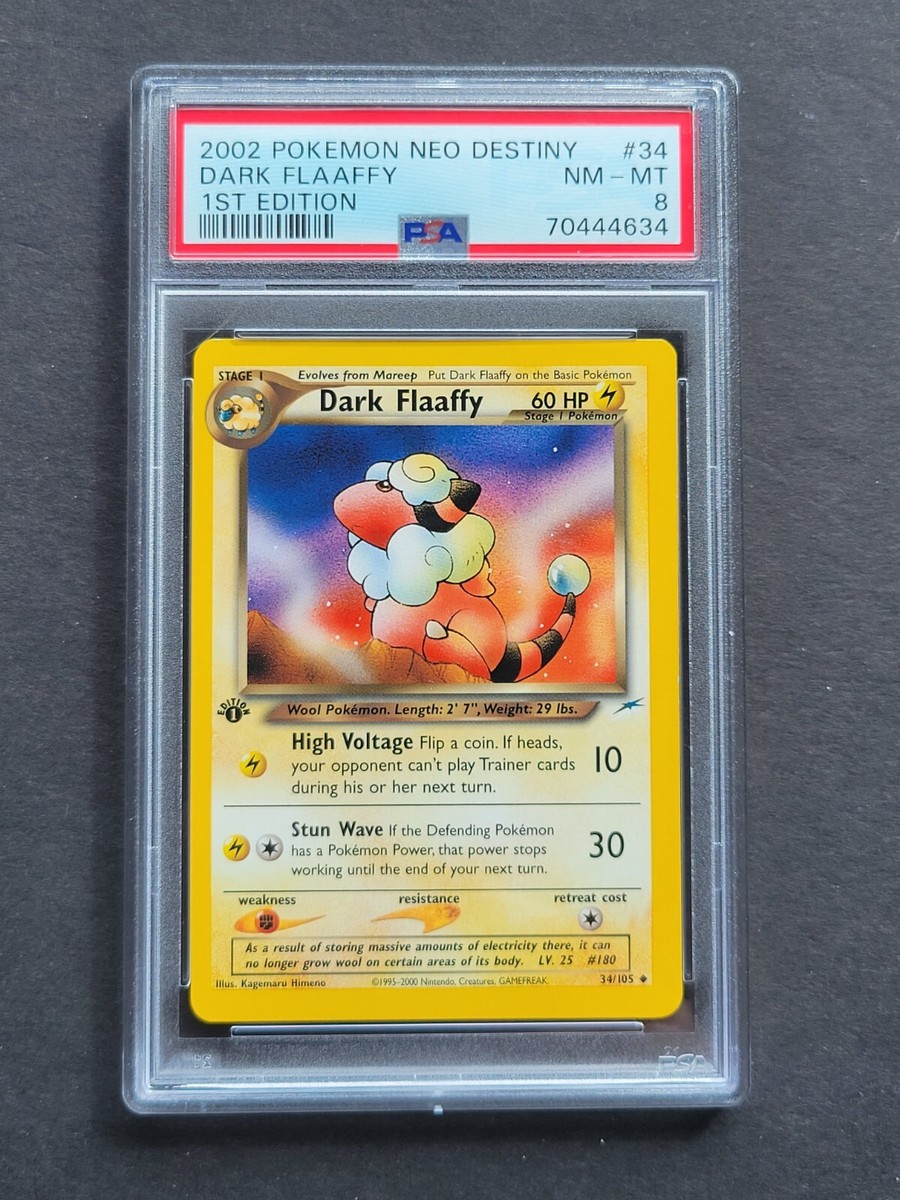 2002 POKEMON NEO DESTINY #34
DARK FLAAFFY NM - MT
1ST EDITION 8
PSA 70444634
STAGE 1 Evolves from Mareep Put Dark Flaaffy on the Basic Pokémon
Dark Flaaffy 60 HP
Stage 1 Pokémon
EDITION
1
Wool Pokémon. Length: 2' 7", Weight: 29 lbs.
High Voltage Flip a coin. If heads,
your opponent can't play Trainer cards 10
during his or her next turn.
Stun Wave If the Defending Pokémon
has a Pokémon Power, that power stops 30
working until the end of your next turn.
weakness resistance retreat cost
As a result of storing massive amounts of electricity there, it can
no longer grow wool on certain areas of its body. LV. 25 #180
Illus. Kagemaru Himeno ©1995-2000 Nintendo, Creatures, GAMEFREAK. 34/105
PSA